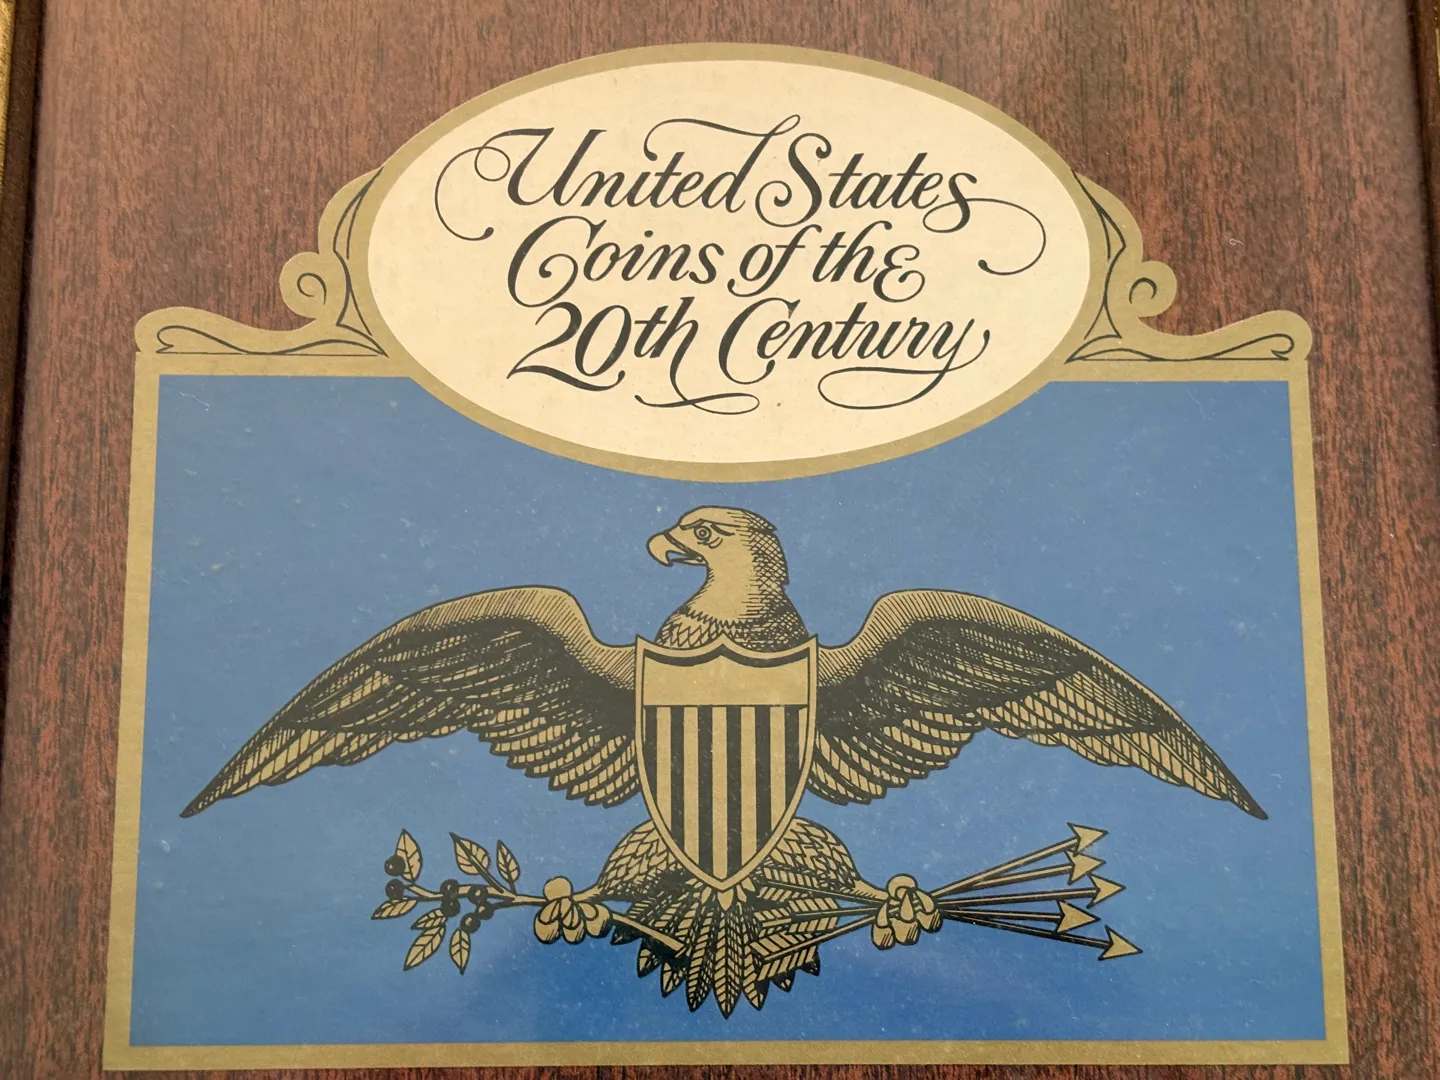 United States
Coins of the
20th Century